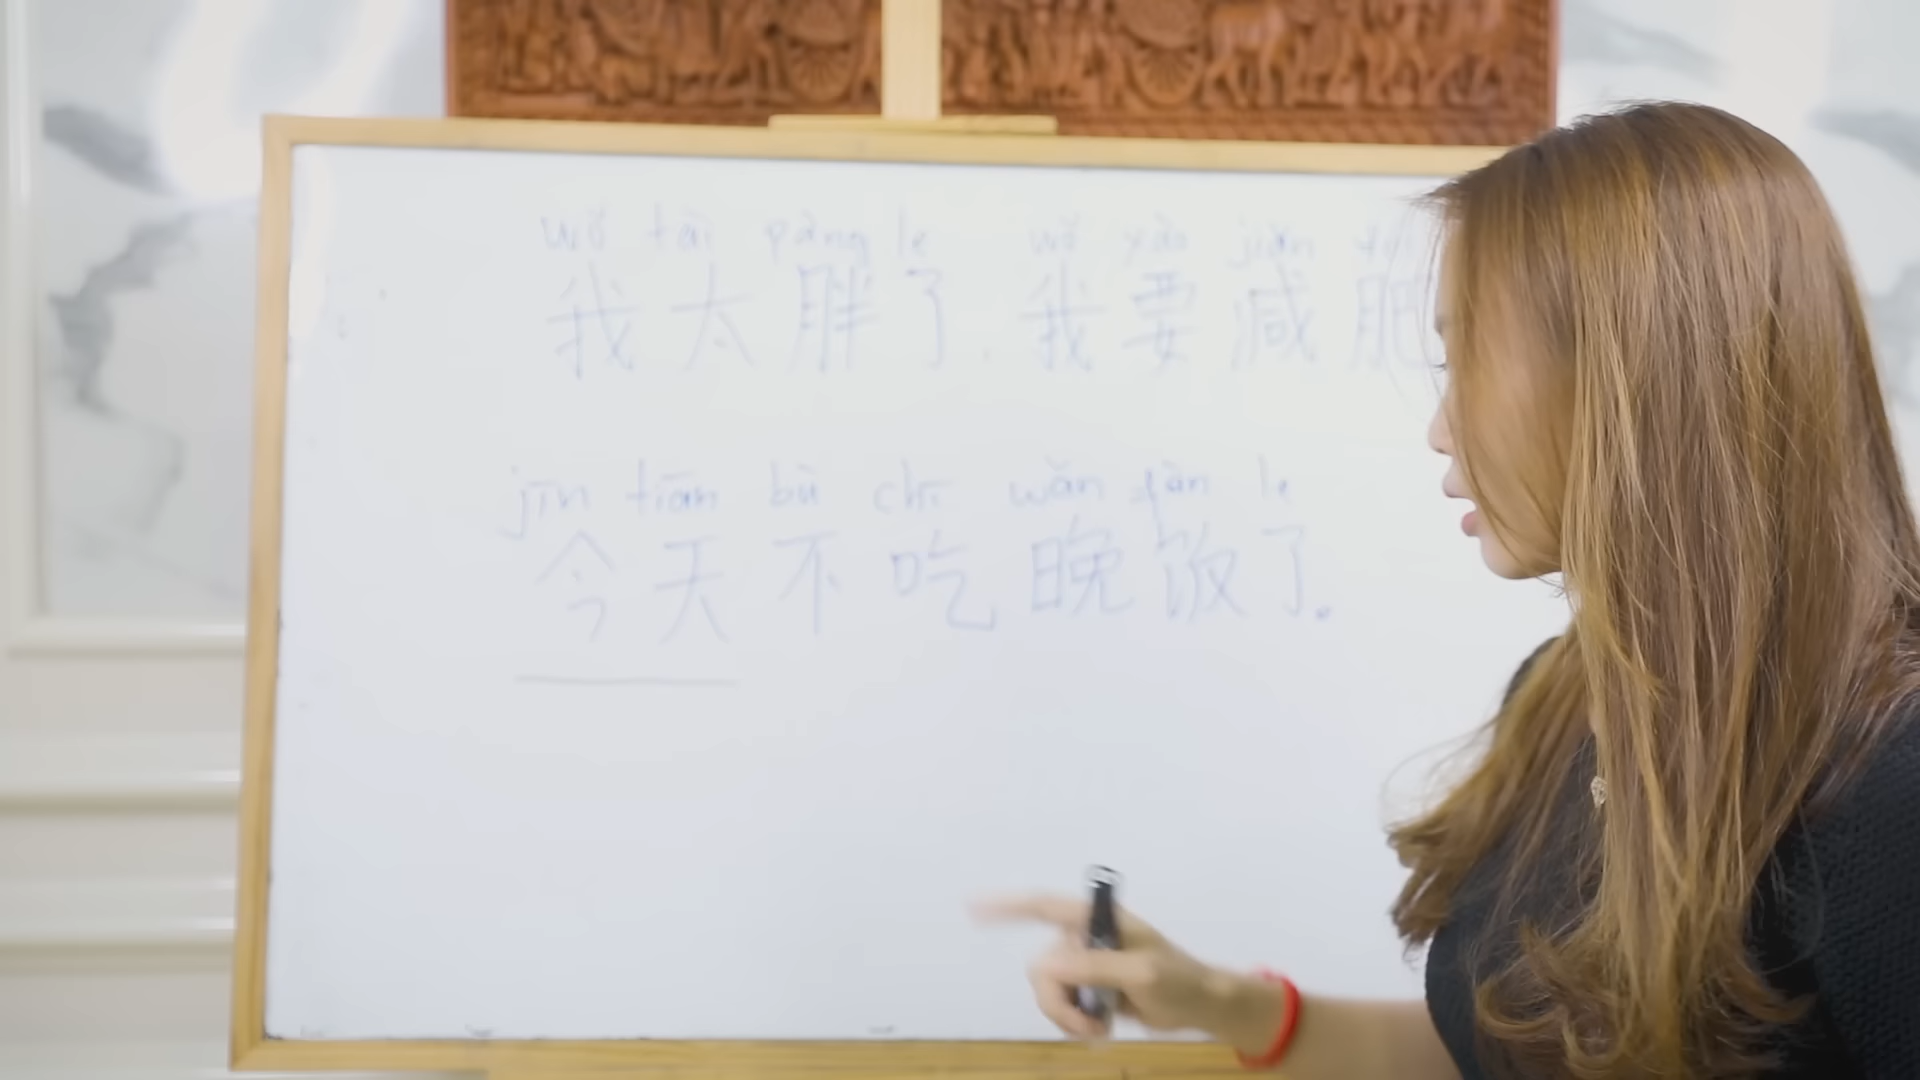 wǒ tài pàng le wǒ yào jiǎn
我太胖了.我要减肥
jīn tiān bù chī wǎn fàn le
今天不吃晚饭了。